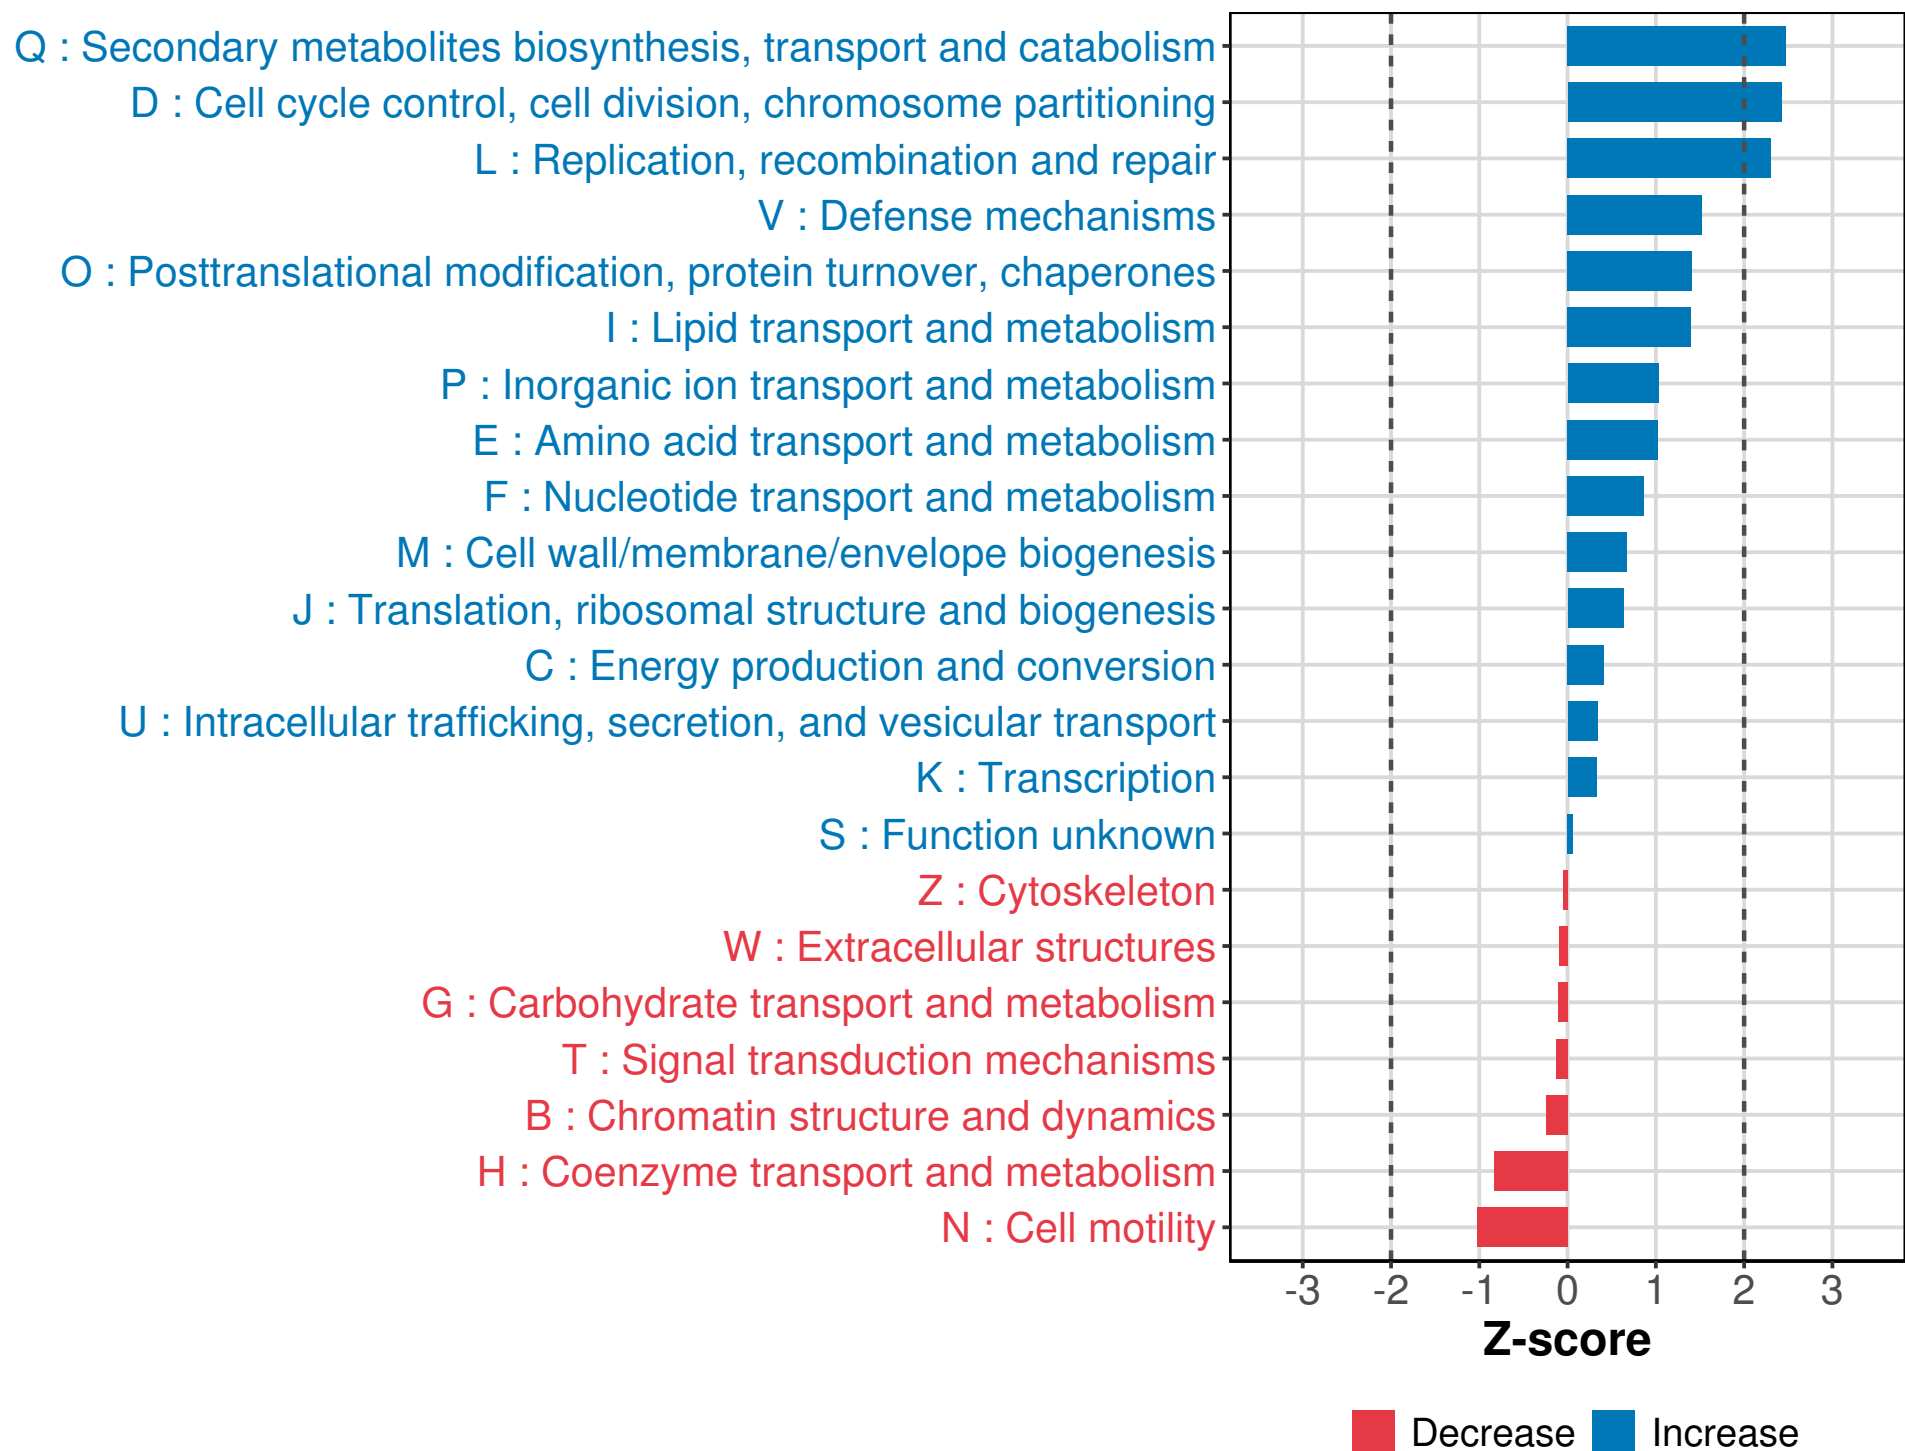 Q : Secondary metabolites biosynthesis, transport and catabolism
D : Cell cycle control, cell division, chromosome partitioning
L : Replication, recombination and repair
V : Defense mechanisms
O : Posttranslational modification, protein turnover, chaperones
I : Lipid transport and metabolism
P : Inorganic ion transport and metabolism
E : Amino acid transport and metabolism
F : Nucleotide transport and metabolism
M : Cell wall/membrane/envelope biogenesis
J : Translation, ribosomal structure and biogenesis
C : Energy production and conversion
U : Intracellular trafficking, secretion, and vesicular transport
K : Transcription
S : Function unknown
Z : Cytoskeleton
W : Extracellular structures
G : Carbohydrate transport and metabolism
T : Signal transduction mechanisms
B : Chromatin structure and dynamics
H : Coenzyme transport and metabolism
N : Cell motility
-3 -2 -1 0 1 2 3
Z-score
Decrease Increase